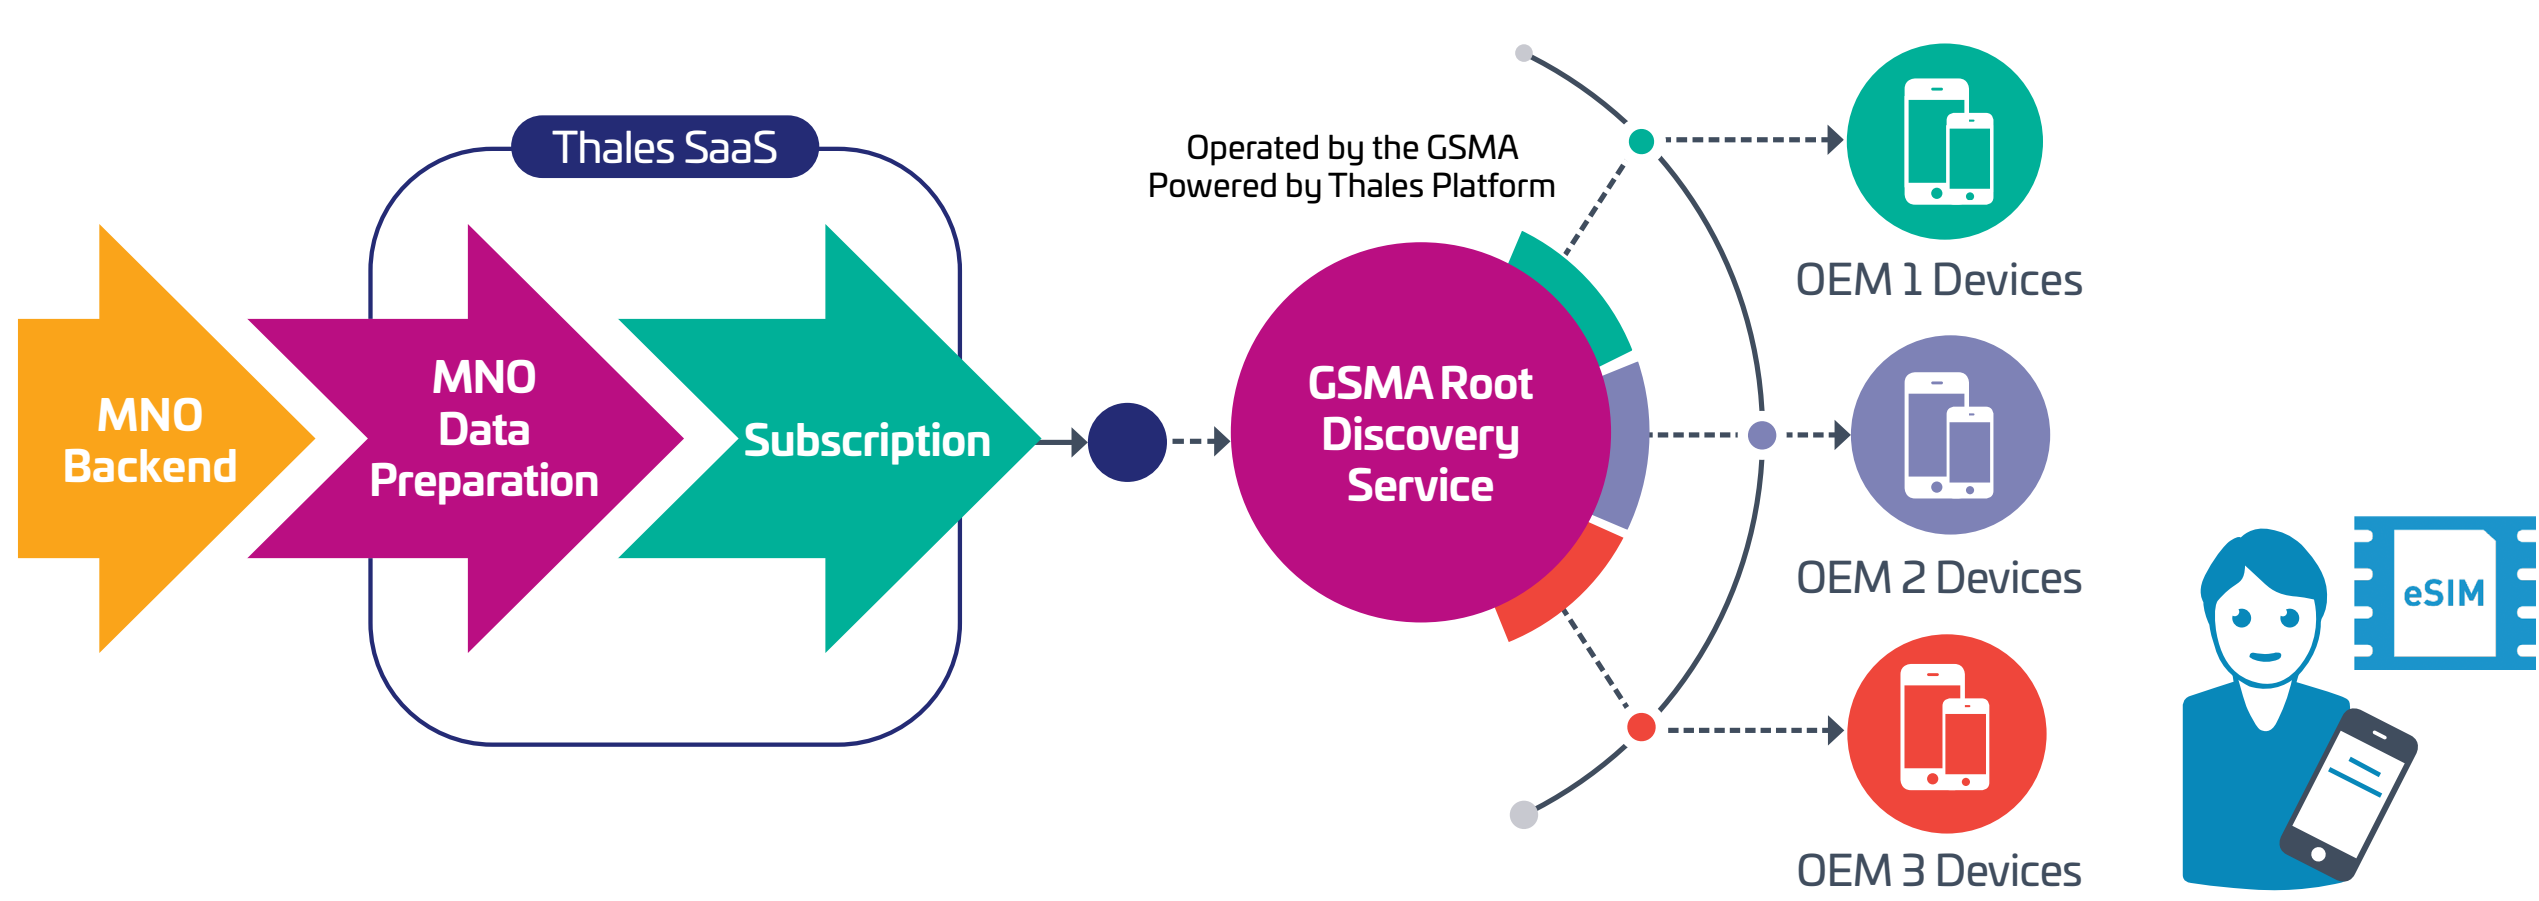 Thales SaaS
MNO
Backend
MNO
Data
Preparation
Subscription
Operated by the GSMA
Powered by Thales Platform
GSMA Root
Discovery
Service
OEM 1 Devices
OEM 2 Devices
OEM 3 Devices
eSIM